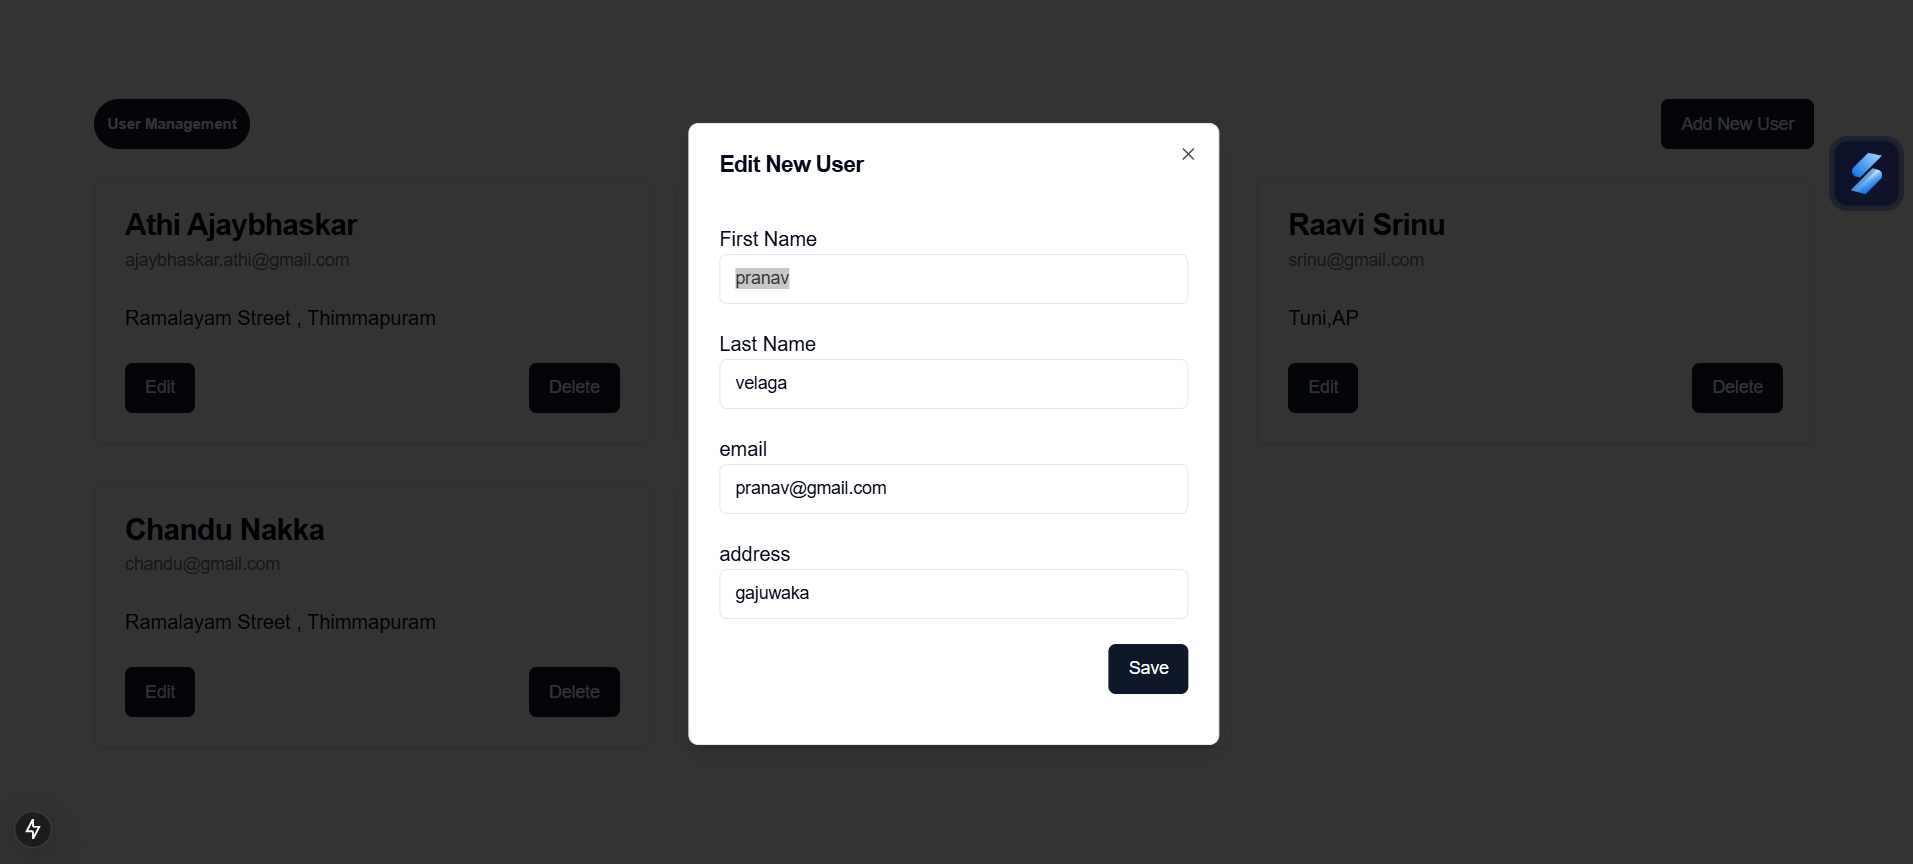 User Management
Add New User
Athi Ajaybhaskar
ajaybhaskar.athi@gmail.com
Ramalayam Street , Thimmapuram
Edit
Delete
Edit New User
First Name
pranav
Last Name
velaga
email
pranav@gmail.com
address
gajuwaka
Save
Raavi Srinu
srinu@gmail.com
Tuni,AP
Edit
Delete
Chandu Nakka
chandu@gmail.com
Ramalayam Street , Thimmapuram
Edit
Delete